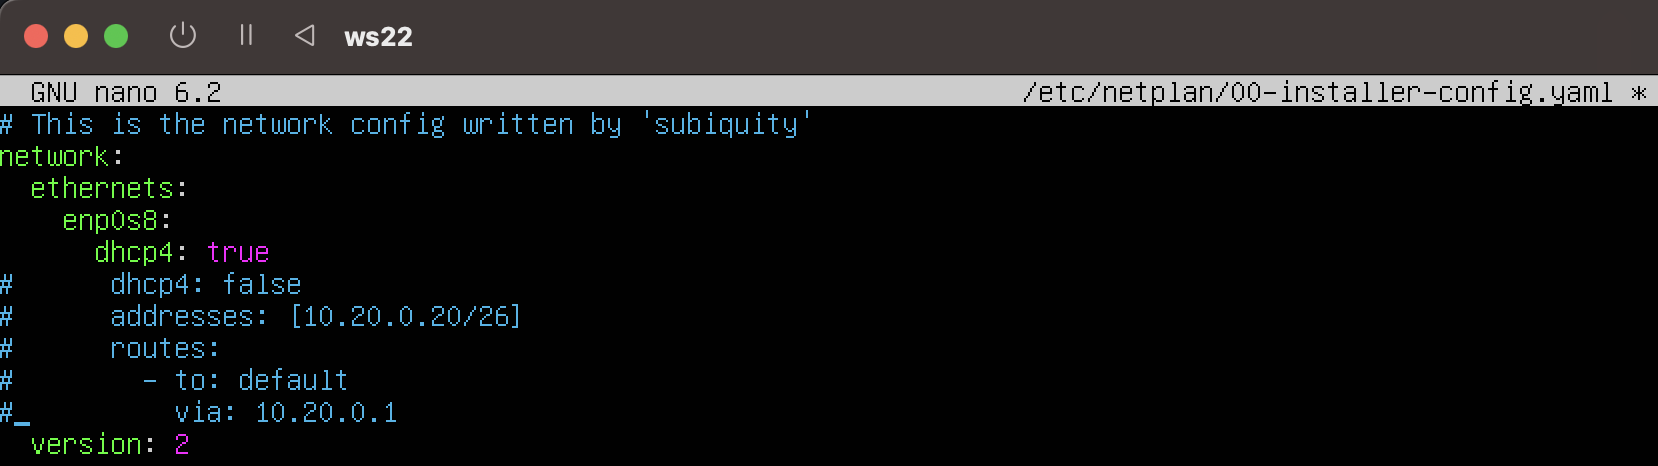 ws22
GNU nano 6.2 /etc/netplan/00-installer-config.yaml *
# This is the network config written by 'subiquity'
network:
  ethernets:
    enp0s8:
      dhcp4: true
#      dhcp4: false
#      addresses: [10.20.0.20/26]
#      routes:
#        - to: default
#          via: 10.20.0.1
  version: 2